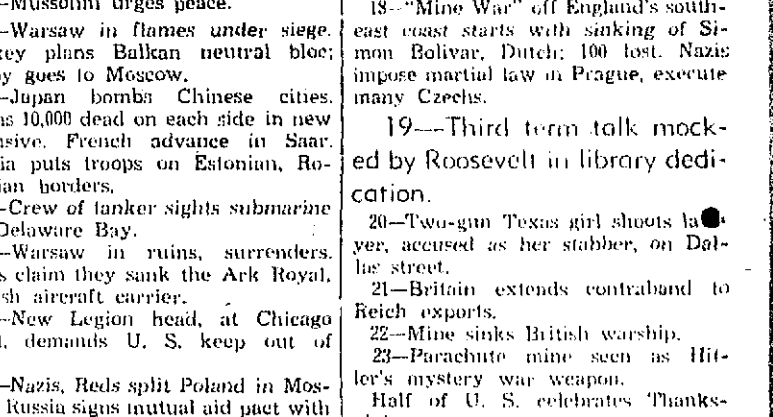 —Mussolini urges peace.
—Warsaw in flames under siege.
key plans Balkan neutral bloc;
y goes to Moscow.
—Japan bombs Chinese cities.
ns 10,000 dead on each side in new
nsive. French advance in Saar.
ia puts troops on Estonian, Ro-
ian borders.
—Crew of tanker sights submarine
Delaware Bay.
—Warsaw in ruins, surrenders.
s claim they sank the Ark Royal,
sh aircraft carrier.
—New Legion head, at Chicago
, demands U. S. keep out of
—Nazis, Reds split Poland in Mos-
Russia signs mutual aid pact with
18—"Mine War" off England's south-
east coast starts with sinking of Si-
mon Bolivar, Dutch; 100 lost. Nazis
impose martial law in Prague, execute
many Czechs.
19—Third term talk mock-
ed by Roosevelt in library dedi-
cation.
20—Two-gun Texas girl shoots la
yer, accused as her stabber, on Dal-
las street.
21—Britain extends contraband to
Reich exports.
22—Mine sinks British warship.
23—Parachute mine seen as Hit-
ler's mystery war weapon.
Half of U. S. celebrates Thanks-